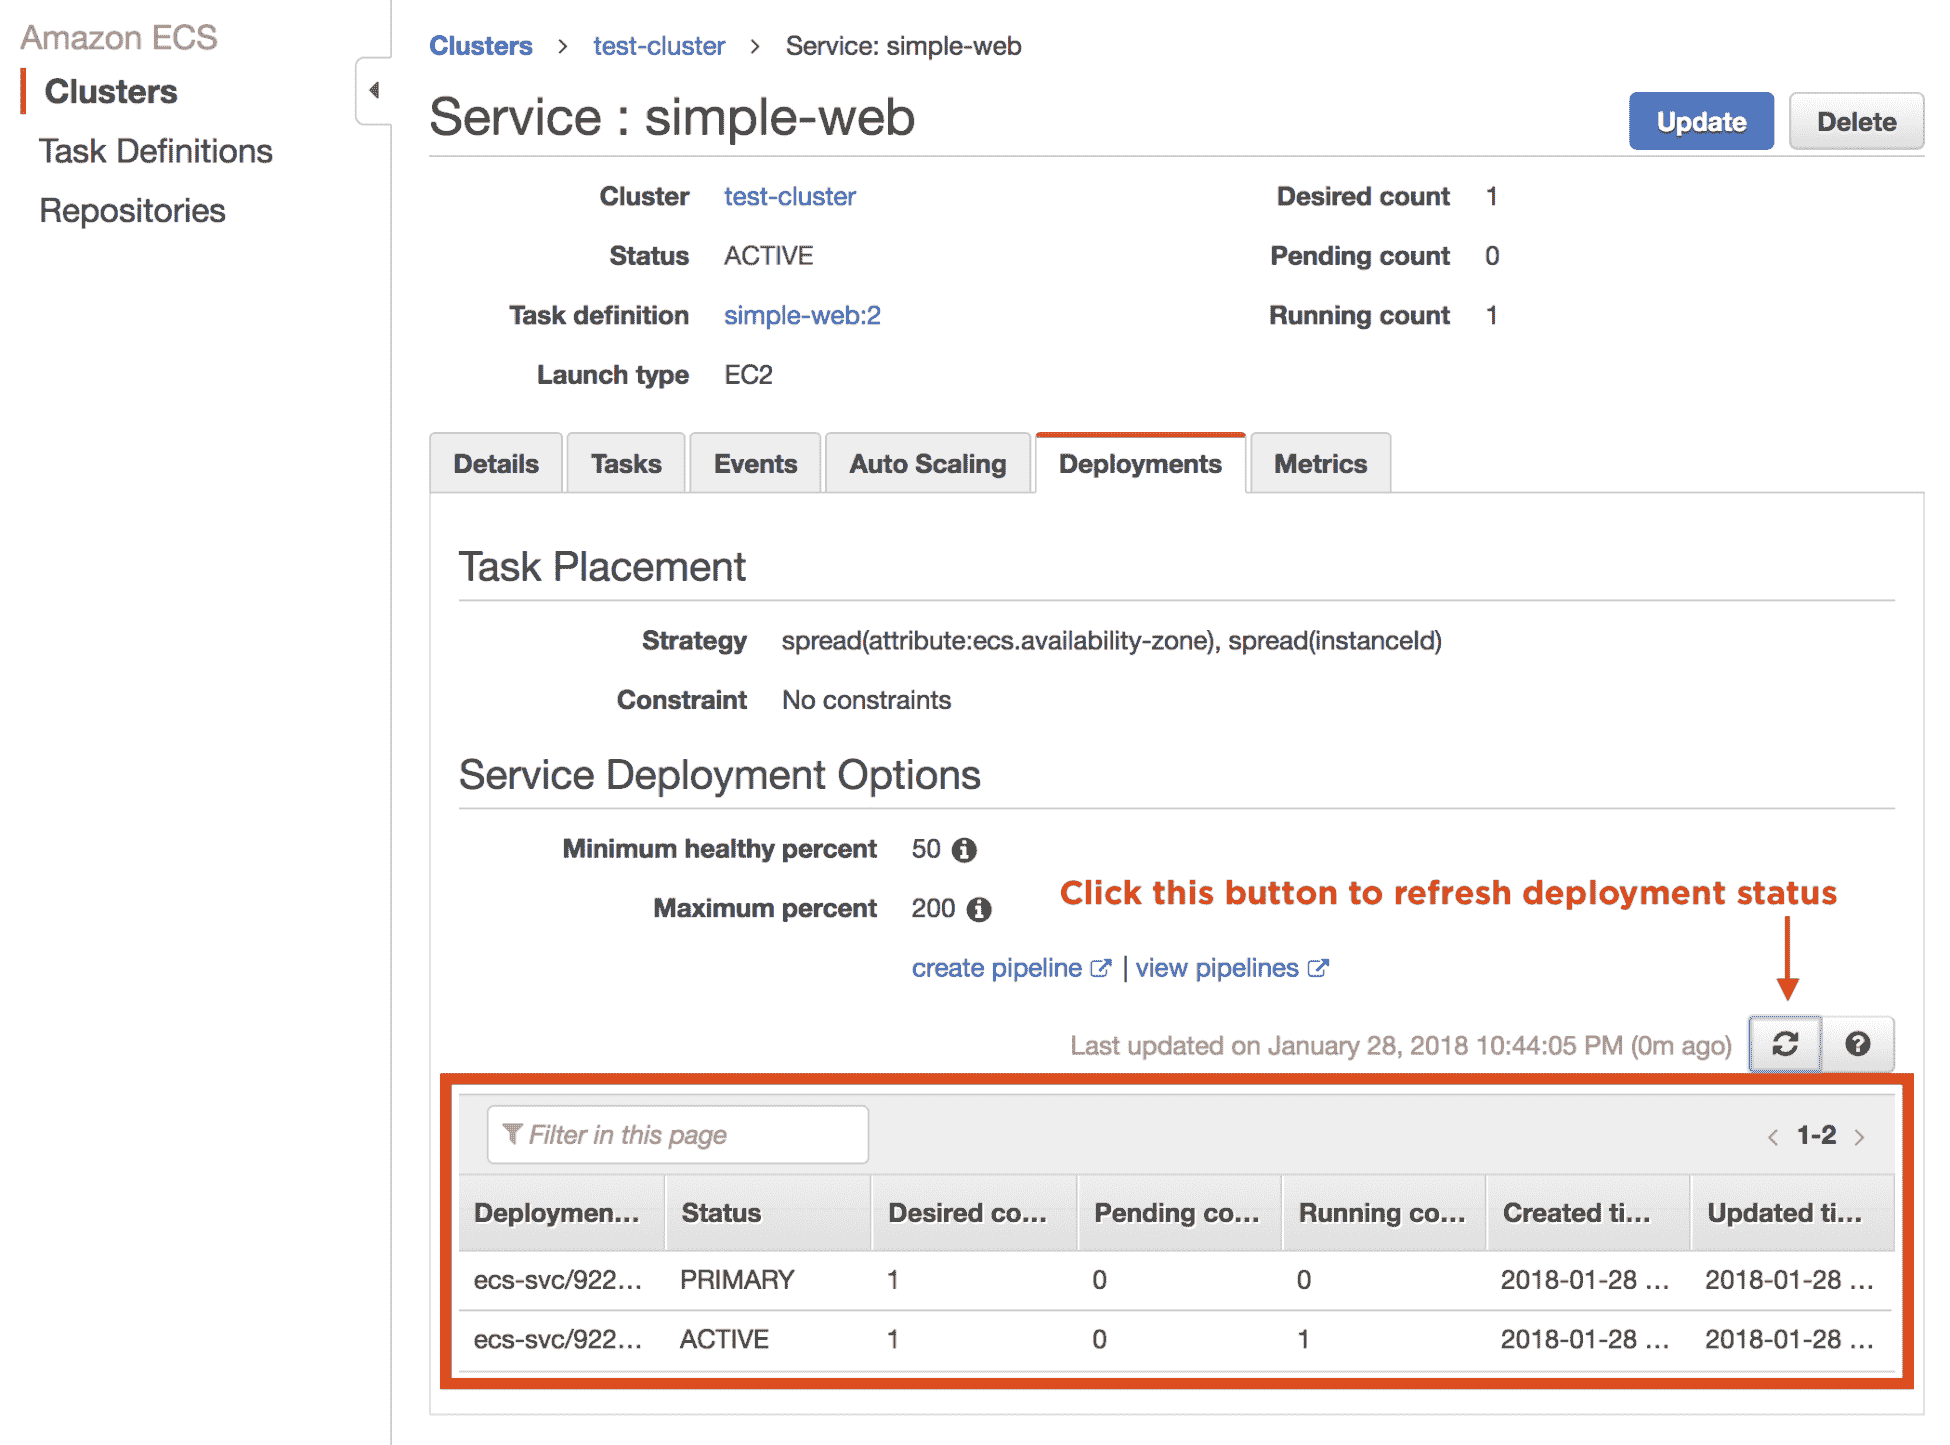 Amazon ECS
Clusters
Task Definitions
Repositories
Clusters > test-cluster > Service: simple-web
Service : simple-web
Update Delete
Cluster test-cluster Desired count 1
Status ACTIVE Pending count 0
Task definition simple-web:2 Running count 1
Launch type EC2
Details Tasks Events Auto Scaling Deployments Metrics
Task Placement
Strategy spread(attribute:ecs.availability-zone), spread(instanceId)
Constraint No constraints
Service Deployment Options
Minimum healthy percent 50
Maximum percent 200
Click this button to refresh deployment status
create pipeline | view pipelines
Last updated on January 28, 2018 10:44:05 PM (0m ago)
Filter in this page < 1-2 >
Deploymen... Status Desired co... Pending co... Running co... Created ti... Updated ti...
ecs-svc/922... PRIMARY 1 0 0 2018-01-28 ... 2018-01-28 ...
ecs-svc/922... ACTIVE 1 0 1 2018-01-28 ... 2018-01-28 ...